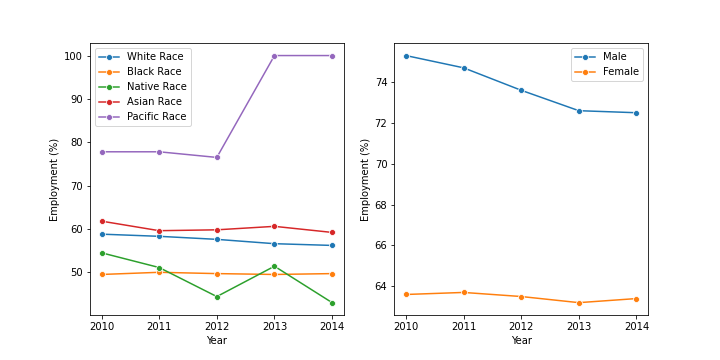 White Race
Black Race
Native Race
Asian Race
Pacific Race
100
90
80
70
60
50
Employment (%)
2010 2011 2012 2013 2014
Year
Male
Female
74
72
70
68
66
64
Employment (%)
2010 2011 2012 2013 2014
Year